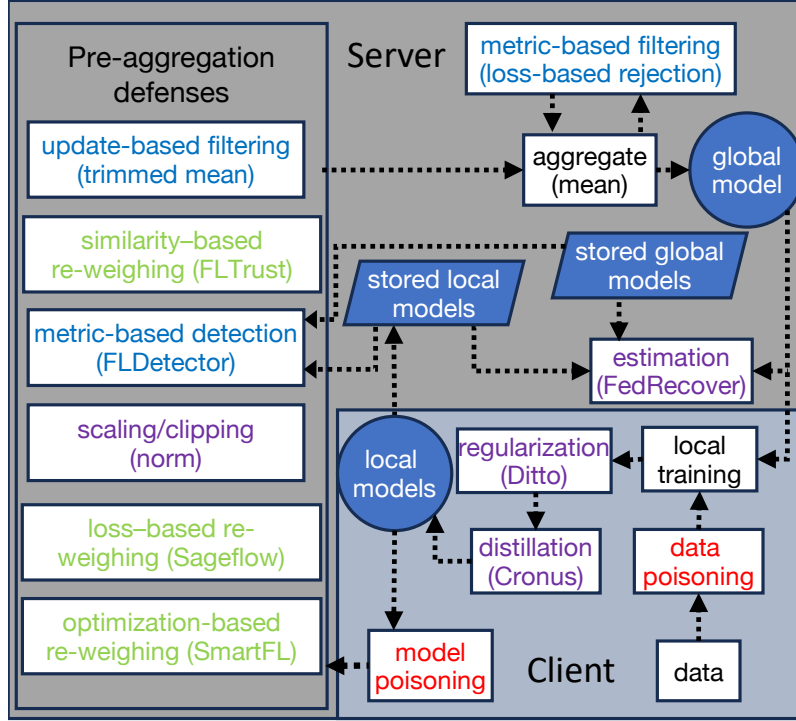 Pre-aggregation
defenses
update-based filtering
(trimmed mean)
similarity–based
re-weighing (FLTrust)
metric-based detection
(FLDetector)
scaling/clipping
(norm)
loss–based re-
weighing (Sageflow)
optimization-based
re-weighing (SmartFL)
Server
metric-based filtering
(loss-based rejection)
aggregate
(mean)
global
model
stored global
models
stored local
models
estimation
(FedRecover)
local
models
regularization
(Ditto)
local
training
distillation
(Cronus)
data
poisoning
model
poisoning
Client
data